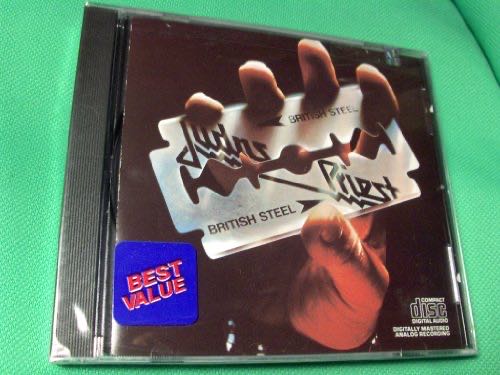 BRITISH STEEL
Judas
Priest
BRITISH STEEL
BEST
VALUE
COMPACT
disc
DIGITAL AUDIO
DIGITALLY MASTERED
ANALOG RECORDING